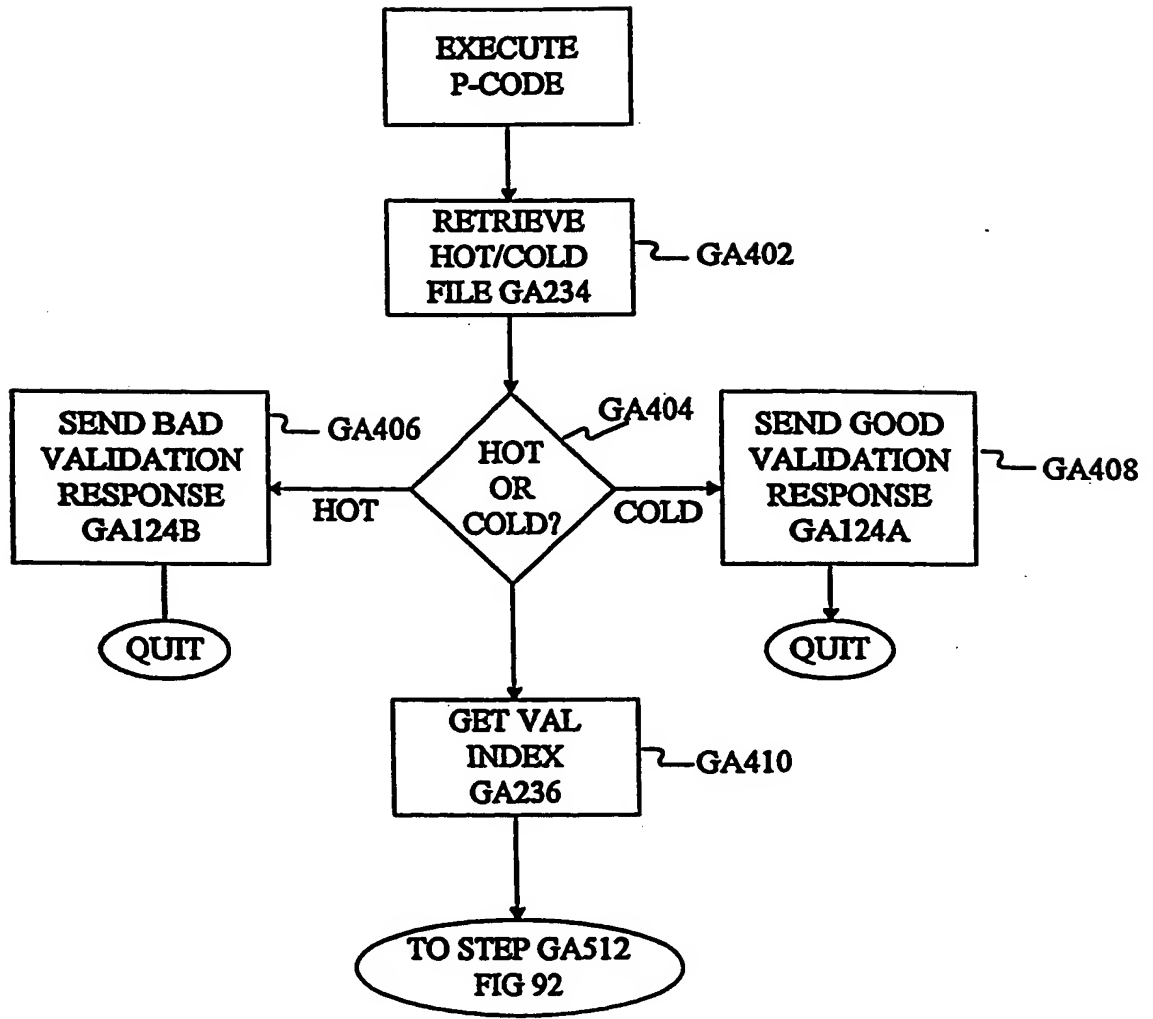 EXECUTE
P-CODE
RETRIEVE
HOT/COLD
FILE GA234
GA402
SEND BAD
VALIDATION
RESPONSE
GA124B
GA406
HOT
OR
COLD?
GA404
SEND GOOD
VALIDATION
RESPONSE
GA124A
GA408
HOT
COLD
QUIT
QUIT
GET VAL
INDEX
GA236
GA410
TO STEP GA512
FIG 92